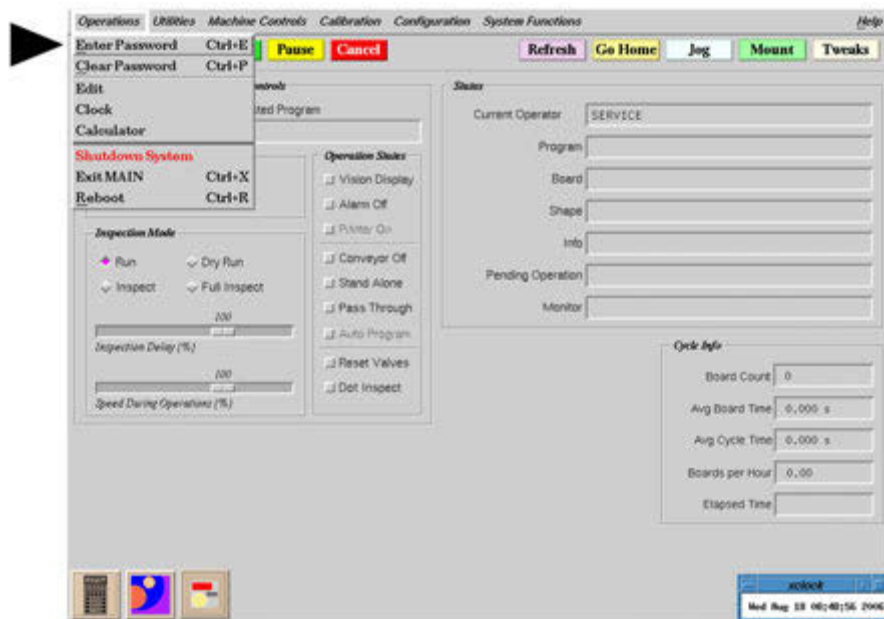 Operations Utilities Machine Controls Calibration Configuration System Functions Help
Enter Password Ctrl+E
Pause Cancel Refresh Go Home Jog Mount Tweaks
Clear Password Ctrl+P
Edit
Clock
Calculator
Shutdown System
Exit MAIN Ctrl+X
Reboot Ctrl+R
Operation States
Vision Display
Alarm Off
Printer On
Conveyor Off
Stand Alone
Pass Through
Auto Program
Reset Valves
Dot Inspect
Inspection Mode
Run Dry Run
Inspect Full Inspect
100
Inspection Delay (%)
100
Speed During Operations (%)
Status
Current Operator SERVICE
Program
Board
Shape
Info
Pending Operation
Monitor
Cycle Info
Board Count 0
Avg Board Time 0.000 s
Avg Cycle Time 0.000 s
Boards per Hour 0.00
Elapsed Time
xclock